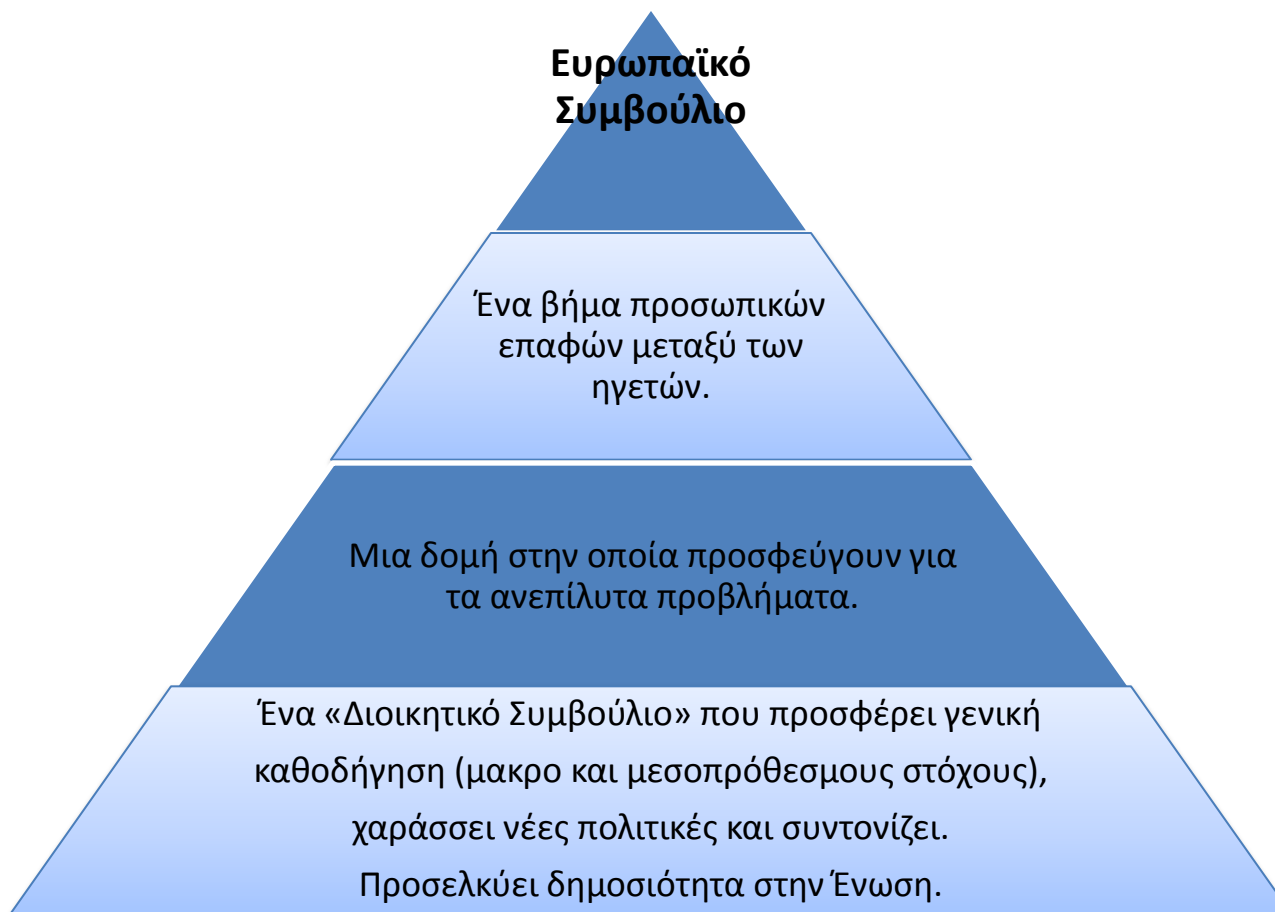 Ευρωπαϊκό
Συμβούλιο
Ένα βήμα προσωπικών
επαφών μεταξύ των
ηγετών.
Μια δομή στην οποία προσφεύγουν για
τα ανεπίλυτα προβλήματα.
Ένα «Διοικητικό Συμβούλιο» που προσφέρει γενική
καθοδήγηση (μακρο και μεσοπρόθεσμους στόχους),
χαράσσει νέες πολιτικές και συντονίζει.
Προσελκύει δημοσιότητα στην Ένωση.